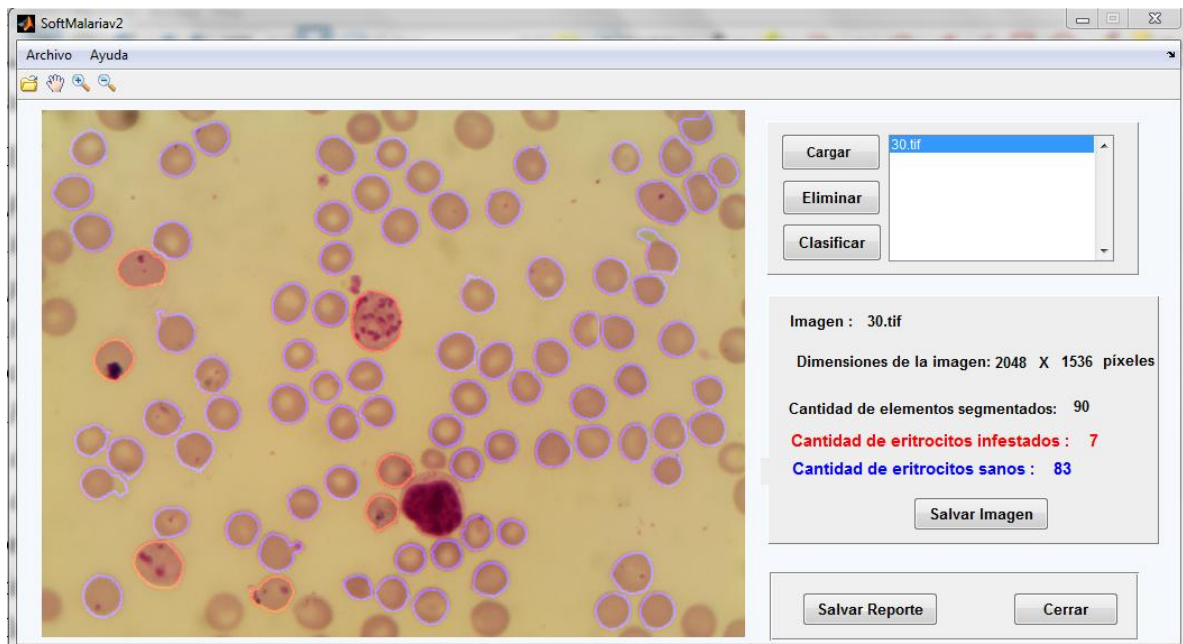 SoftMalariav2
Archivo Ayuda
Cargar
30.tif
Eliminar
Clasificar
Imagen : 30.tif
Dimensiones de la imagen: 2048 X 1536 píxeles
Cantidad de elementos segmentados: 90
Cantidad de eritrocitos infestados : 7
Cantidad de eritrocitos sanos : 83
Salvar Imagen
Salvar Reporte Cerrar